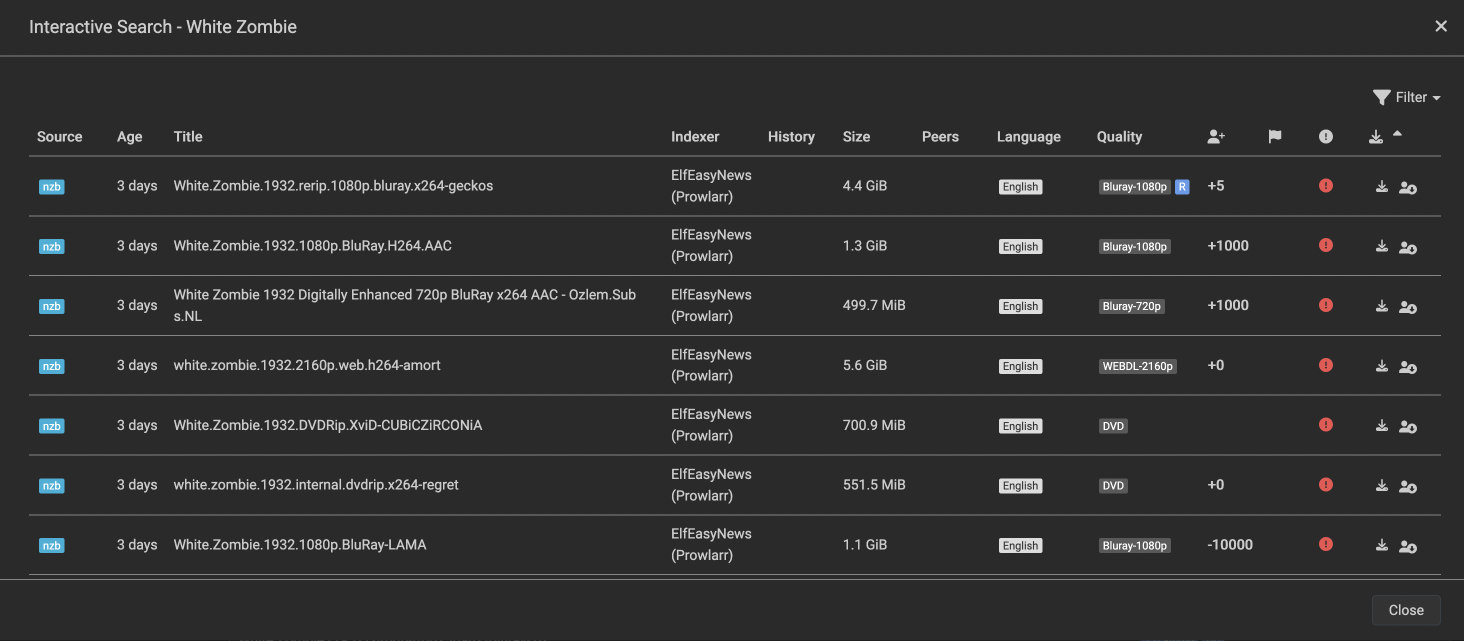 Interactive Search - White Zombie
Filter
Source Age Title Indexer History Size Peers Language Quality
nzb 3 days White.Zombie.1932.rerip.1080p.bluray.x264-geckos ElfEasyNews (Prowlarr) 4.4 GiB English Bluray-1080p R +5
nzb 3 days White.Zombie.1932.1080p.BluRay.H264.AAC ElfEasyNews (Prowlarr) 1.3 GiB English Bluray-1080p +1000
nzb 3 days White Zombie 1932 Digitally Enhanced 720p BluRay x264 AAC - Ozlem.Sub
s.NL ElfEasyNews (Prowlarr) 499.7 MiB English Bluray-720p +1000
nzb 3 days white.zombie.1932.2160p.web.h264-amort ElfEasyNews (Prowlarr) 5.6 GiB English WEBDL-2160p +0
nzb 3 days White.Zombie.1932.DVDRip.XviD-CUBiCZiRCONiA ElfEasyNews (Prowlarr) 700.9 MiB English DVD
nzb 3 days white.zombie.1932.internal.dvdrip.x264-regret ElfEasyNews (Prowlarr) 551.5 MiB English DVD +0
nzb 3 days White.Zombie.1932.1080p.BluRay-LAMA ElfEasyNews (Prowlarr) 1.1 GiB English Bluray-1080p -10000
Close